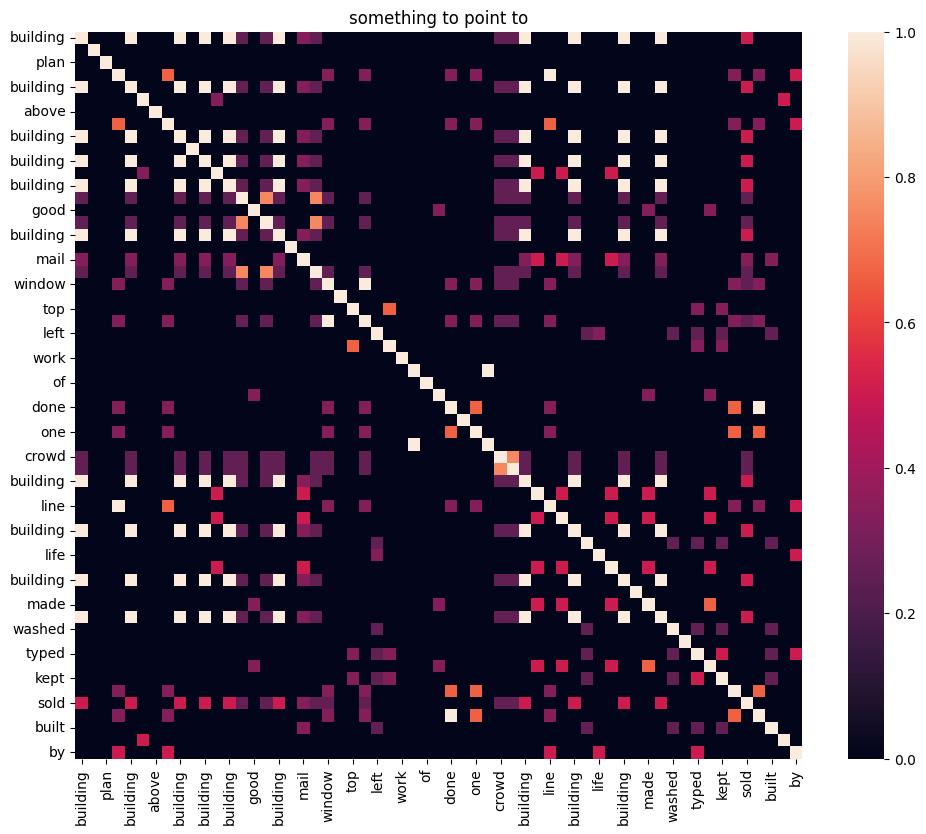 something to point to
building
plan
building
above
building
building
building
good
building
mail
window
top
left
work
of
done
one
crowd
building
line
building
life
building
made
washed
typed
kept
sold
built
by
building
plan
building
above
building
building
building
good
building
mail
window
top
left
work
of
done
one
crowd
building
line
building
life
building
made
washed
typed
kept
sold
built
by
1.0
0.8
0.6
0.4
0.2
0.0